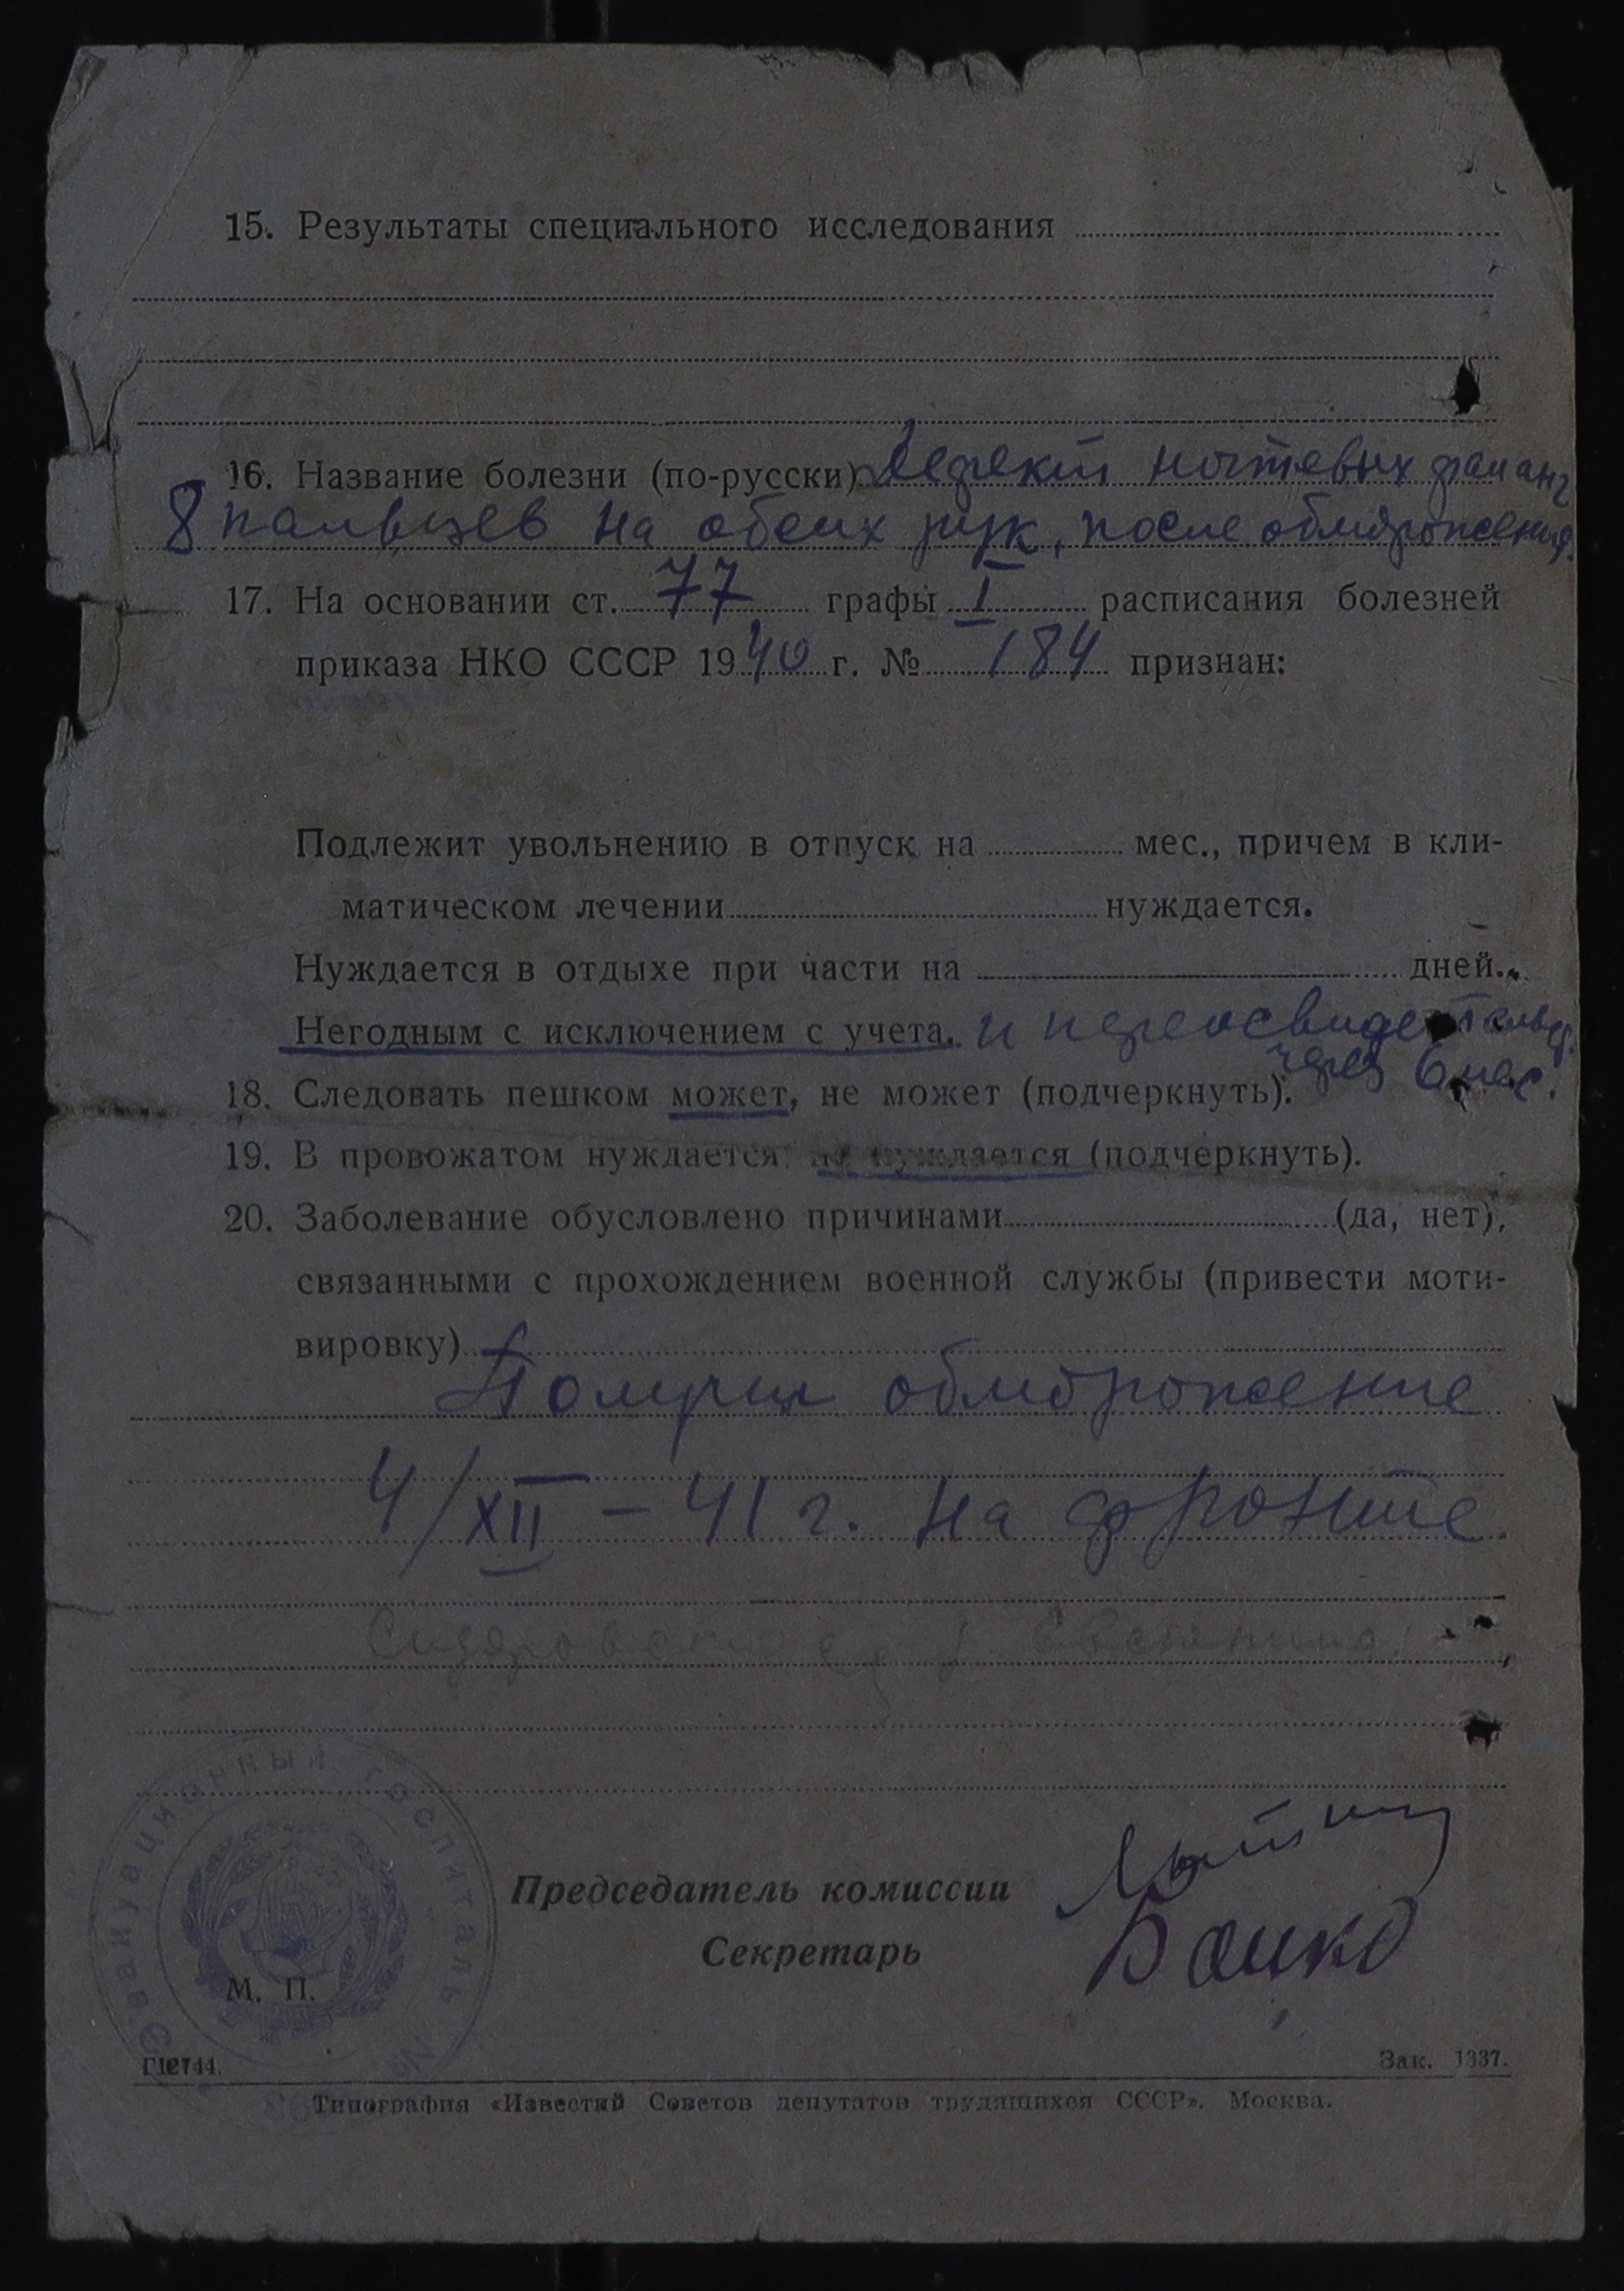 15. Результаты специального исследования
16. Название болезни (по-русски) Дефект ногтевых фаланг
8 пальцев на обеих рук, после обморожения.
17. На основании ст. 77 графы I расписания болезней
приказа НКО СССР 1940 г. № 184 признан:
Подлежит увольнению в отпуск на мес., причем в кли-
матическом лечении нуждается.
Нуждается в отдыхе при части на дней.
Негодным с исключением с учета. и переосвидетельств.
через 6 мес.
18. Следовать пешком может, не может (подчеркнуть).
19. В провожатом нуждается, не нуждается (подчеркнуть).
20. Заболевание обусловлено причинами (да, нет),
связанными с прохождением военной службы (привести моти-
вировку)
Получил обморожение
4/XII – 41 г. на фронте
Эвакуационный госпиталь №
Председатель комиссии
Секретарь Бойко
М. П.
Г12744. Зак. 1337.
Типография «Известий Советов депутатов трудящихся СССР». Москва.